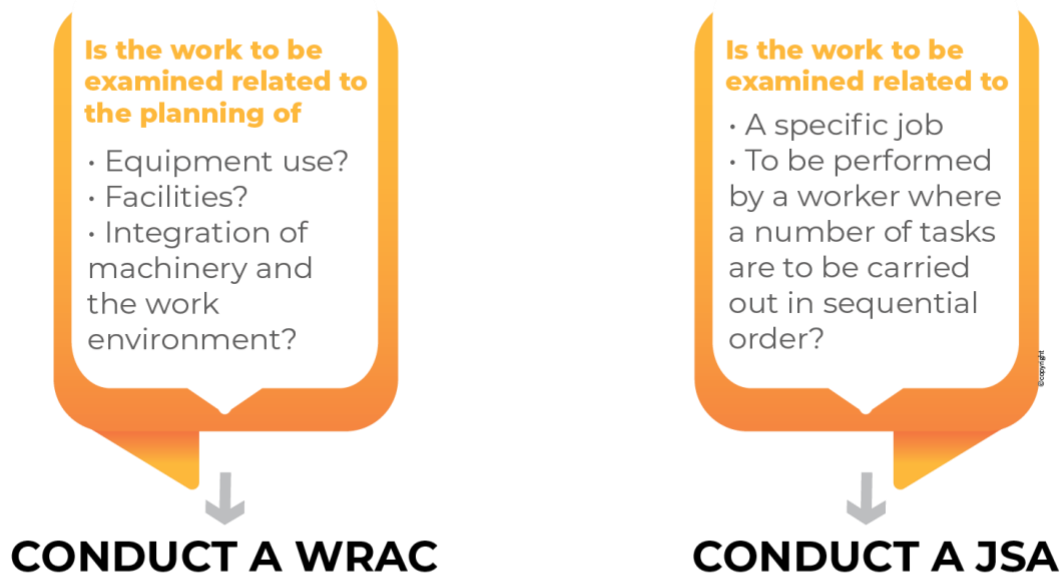 Is the work to be
examined related to
the planning of
• Equipment use?
• Facilities?
• Integration of
machinery and
the work
environment?
CONDUCT A WRAC
Is the work to be
examined related to
• A specific job
• To be performed
by a worker where
a number of tasks
are to be carried
out in sequential
order?
©copyright
CONDUCT A JSA